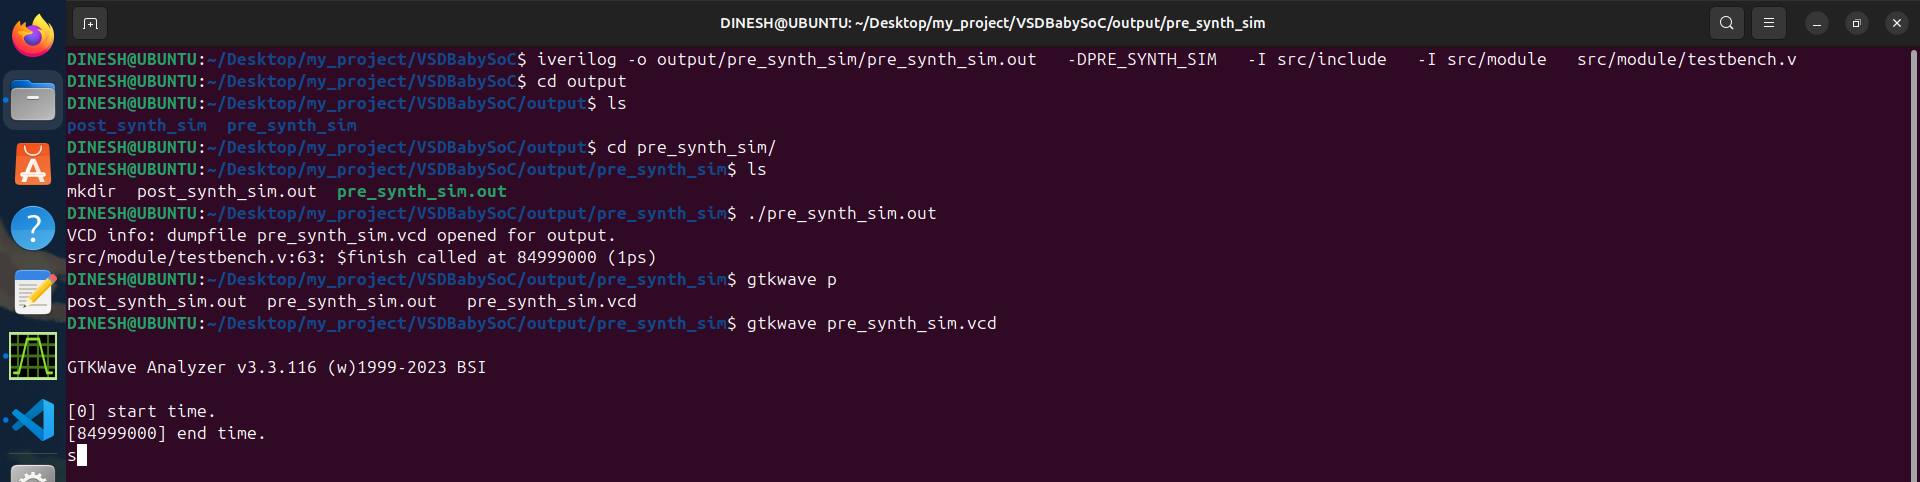 DINESH@UBUNTU: ~/Desktop/my_project/VSDBabySoC/output/pre_synth_sim
DINESH@UBUNTU:~/Desktop/my_project/VSDBabySoC$ iverilog -o output/pre_synth_sim/pre_synth_sim.out   -DPRE_SYNTH_SIM   -I src/include   -I src/module   src/module/testbench.v
DINESH@UBUNTU:~/Desktop/my_project/VSDBabySoC$ cd output
DINESH@UBUNTU:~/Desktop/my_project/VSDBabySoC/output$ ls
post_synth_sim  pre_synth_sim
DINESH@UBUNTU:~/Desktop/my_project/VSDBabySoC/output$ cd pre_synth_sim/
DINESH@UBUNTU:~/Desktop/my_project/VSDBabySoC/output/pre_synth_sim$ ls
mkdir  post_synth_sim.out  pre_synth_sim.out
DINESH@UBUNTU:~/Desktop/my_project/VSDBabySoC/output/pre_synth_sim$ ./pre_synth_sim.out
VCD info: dumpfile pre_synth_sim.vcd opened for output.
src/module/testbench.v:63: $finish called at 84999000 (1ps)
DINESH@UBUNTU:~/Desktop/my_project/VSDBabySoC/output/pre_synth_sim$ gtkwave p
post_synth_sim.out  pre_synth_sim.out   pre_synth_sim.vcd
DINESH@UBUNTU:~/Desktop/my_project/VSDBabySoC/output/pre_synth_sim$ gtkwave pre_synth_sim.vcd
GTKWave Analyzer v3.3.116 (w)1999-2023 BSI
[0] start time.
[84999000] end time.
s